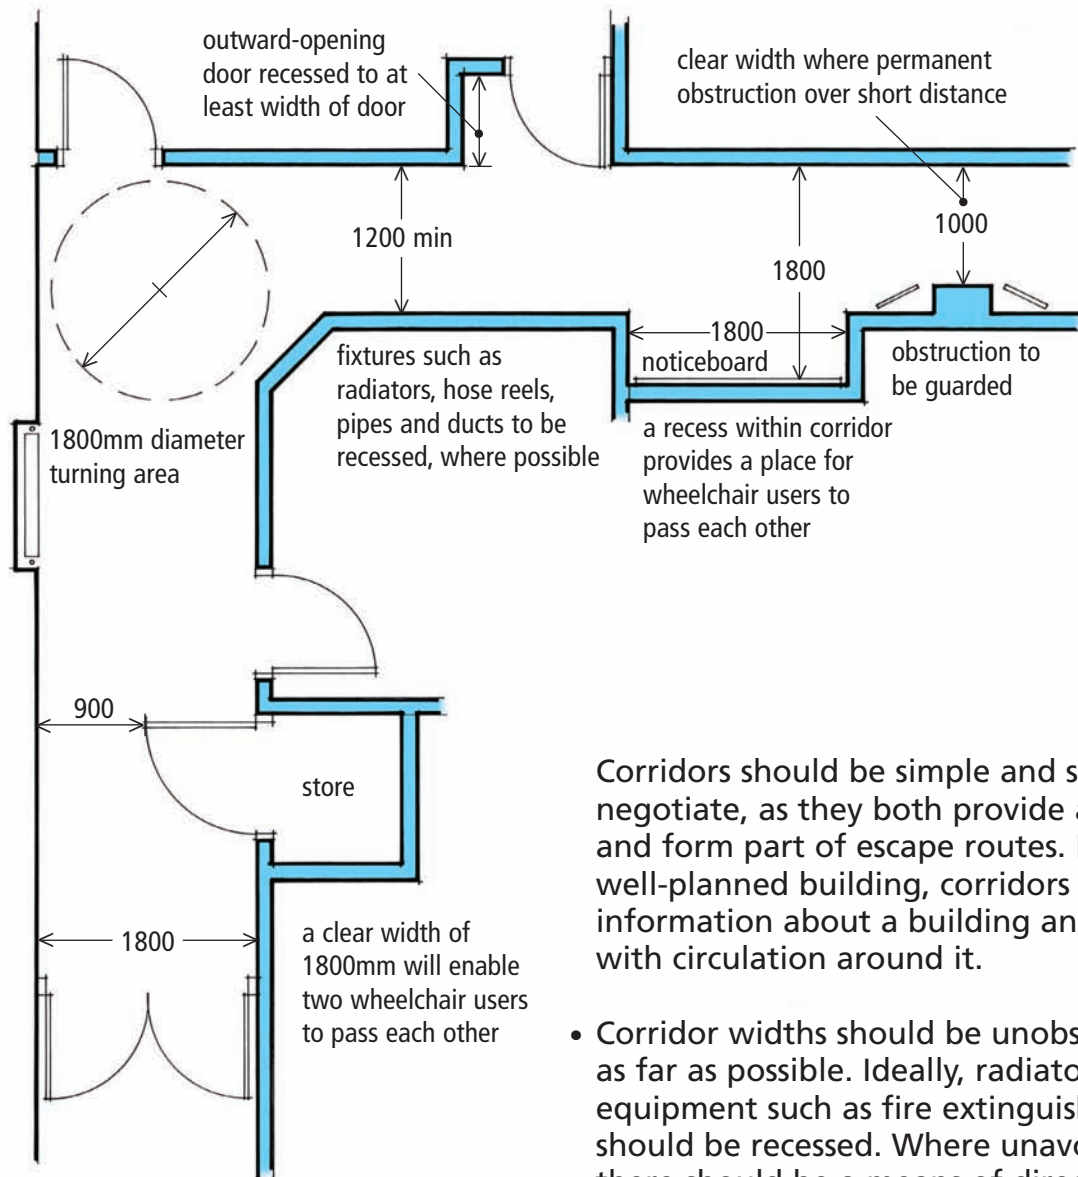 outward-opening
door recessed to at
least width of door
clear width where permanent
obstruction over short distance
1200 min
1800
1000
1800
noticeboard
obstruction to
be guarded
fixtures such as
radiators, hose reels,
pipes and ducts to be
recessed, where possible
1800mm diameter
turning area
a recess within corridor
provides a place for
wheelchair users to
pass each other
900
store
1800
a clear width of
1800mm will enable
two wheelchair users
to pass each other
Corridors should be simple and
negotiate, as they both provide
and form part of escape routes.
well-planned building, corridors
information about a building
with circulation around it.
• Corridor widths should be
as far as possible. Ideally,
equipment such as fire
should be recessed. Where
there should be a means of